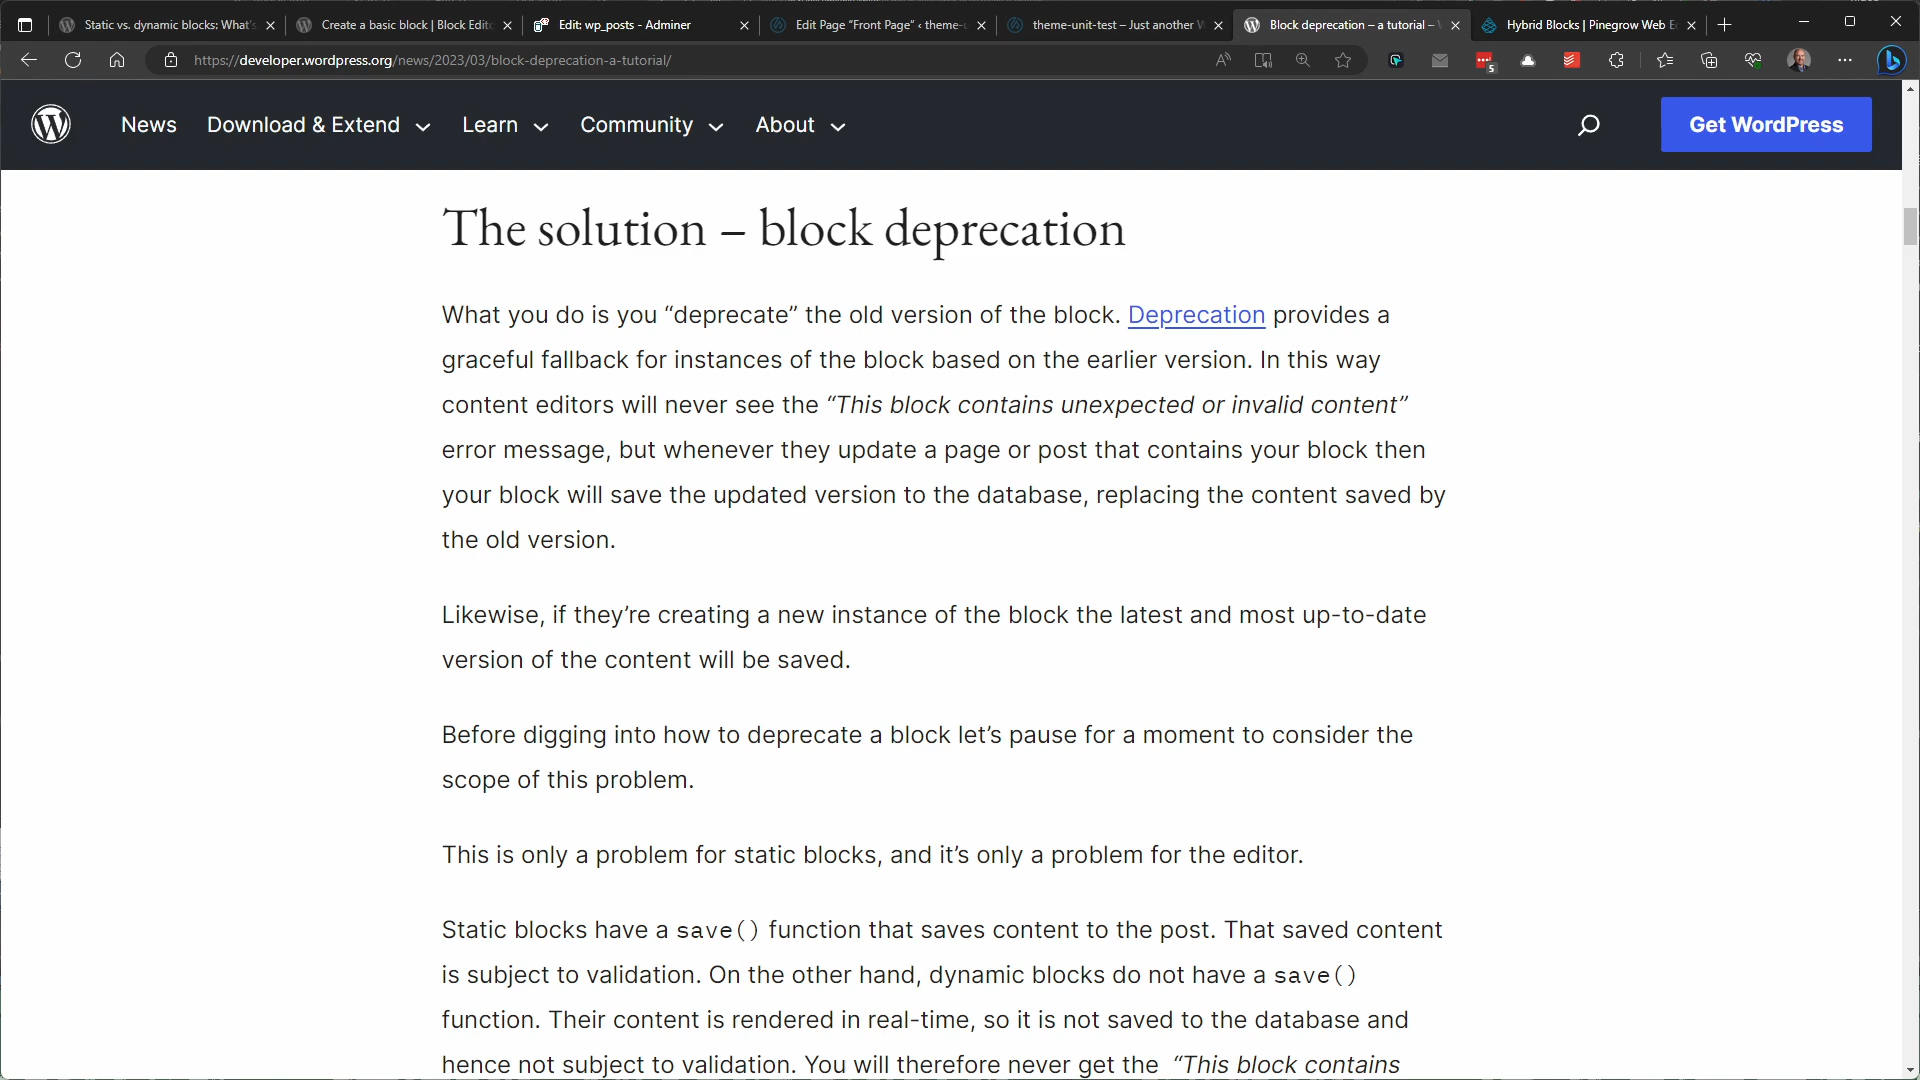 Static vs. dynamic blocks: What's
Create a basic block | Block Edito
Edit: wp_posts - Adminer
Edit Page "Front Page" ‹ theme-u
theme-unit-test – Just another W
Block deprecation – a tutorial –
Hybrid Blocks | Pinegrow Web E
https://developer.wordpress.org/news/2023/03/block-deprecation-a-tutorial/
5
News
Download & Extend
Learn
Community
About
Get WordPress
The solution – block deprecation
What you do is you “deprecate” the old version of the block. Deprecation provides a
graceful fallback for instances of the block based on the earlier version. In this way
content editors will never see the “This block contains unexpected or invalid content”
error message, but whenever they update a page or post that contains your block then
your block will save the updated version to the database, replacing the content saved by
the old version.
Likewise, if they’re creating a new instance of the block the latest and most up-to-date
version of the content will be saved.
Before digging into how to deprecate a block let’s pause for a moment to consider the
scope of this problem.
This is only a problem for static blocks, and it’s only a problem for the editor.
Static blocks have a save() function that saves content to the post. That saved content
is subject to validation. On the other hand, dynamic blocks do not have a save()
function. Their content is rendered in real-time, so it is not saved to the database and
hence not subject to validation. You will therefore never get the “This block contains